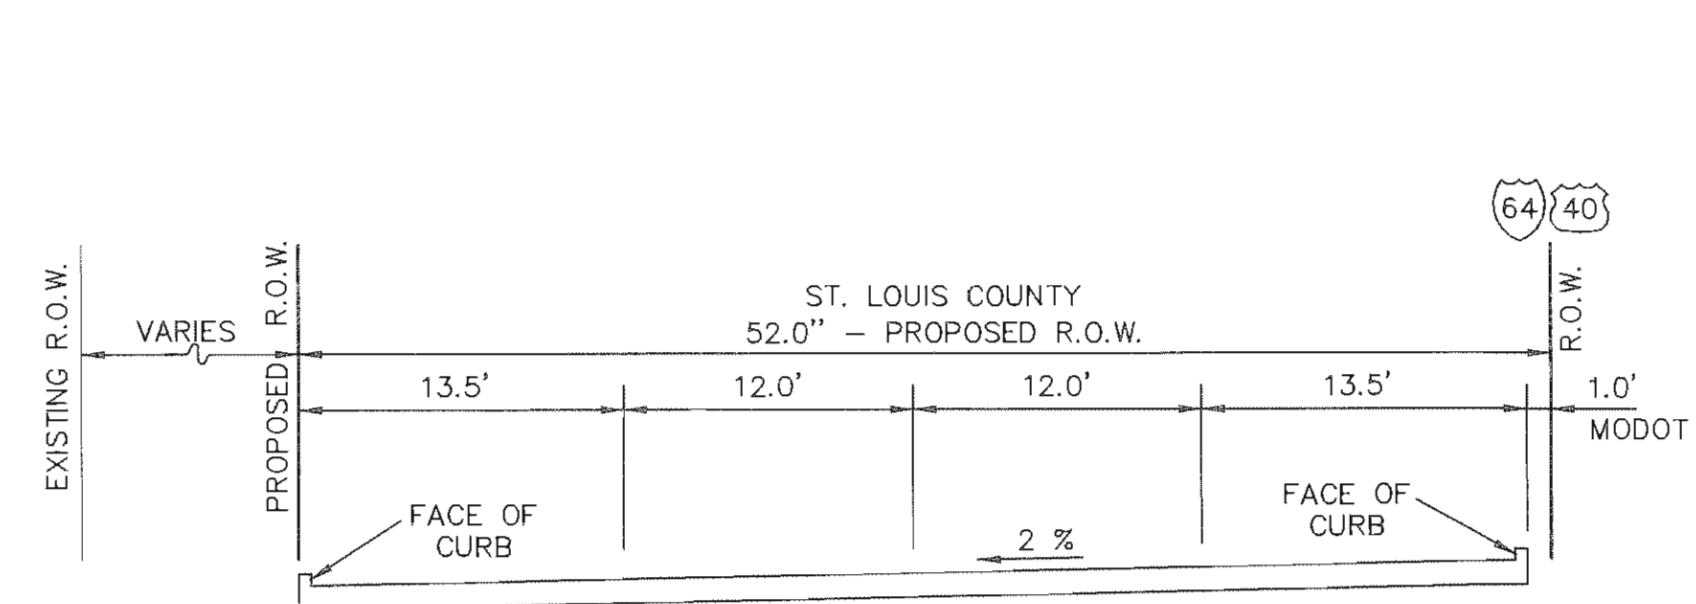 64 40
EXISTING R.O.W.
VARIES
PROPOSED R.O.W.
ST. LOUIS COUNTY
52.0" – PROPOSED R.O.W.
R.O.W.
13.5' 12.0' 12.0' 13.5' 1.0'
MODOT
FACE OF
CURB
2 %
FACE OF
CURB